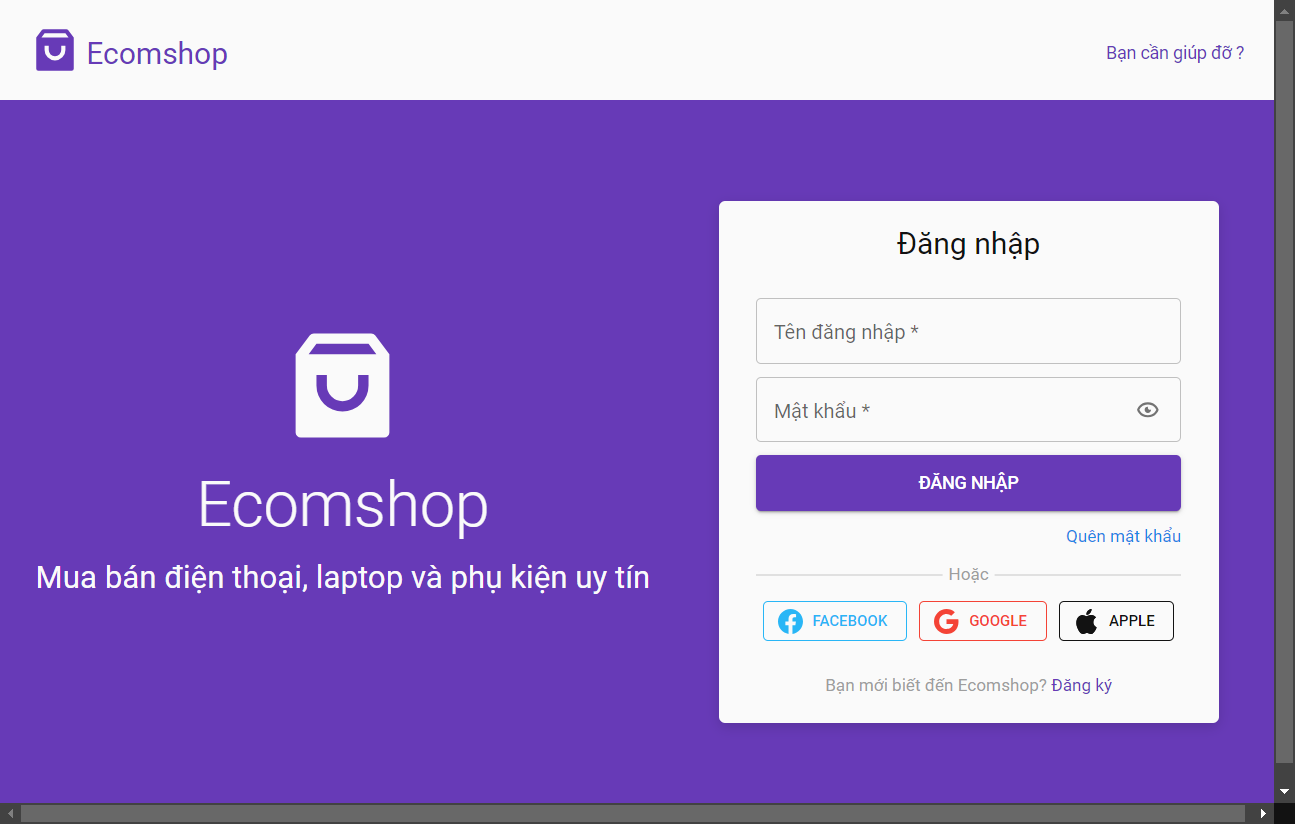 Ecomshop
Bạn cần giúp đỡ ?
Ecomshop
Mua bán điện thoại, laptop và phụ kiện uy tín
Đăng nhập
Tên đăng nhập *
Mật khẩu *
ĐĂNG NHẬP
Quên mật khẩu
Hoặc
FACEBOOK GOOGLE APPLE
Bạn mới biết đến Ecomshop? Đăng ký